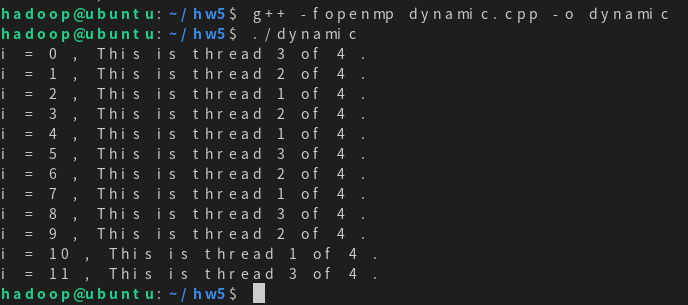 hadoop@ubuntu:~/hw5$ g++ -fopenmp dynamic.cpp -o dynamic
hadoop@ubuntu:~/hw5$ ./dynamic
i = 0 , This is thread 3 of 4 .
i = 1 , This is thread 2 of 4 .
i = 2 , This is thread 1 of 4 .
i = 3 , This is thread 2 of 4 .
i = 4 , This is thread 1 of 4 .
i = 5 , This is thread 3 of 4 .
i = 6 , This is thread 2 of 4 .
i = 7 , This is thread 1 of 4 .
i = 8 , This is thread 3 of 4 .
i = 9 , This is thread 2 of 4 .
i = 10 , This is thread 1 of 4 .
i = 11 , This is thread 3 of 4 .
hadoop@ubuntu:~/hw5$